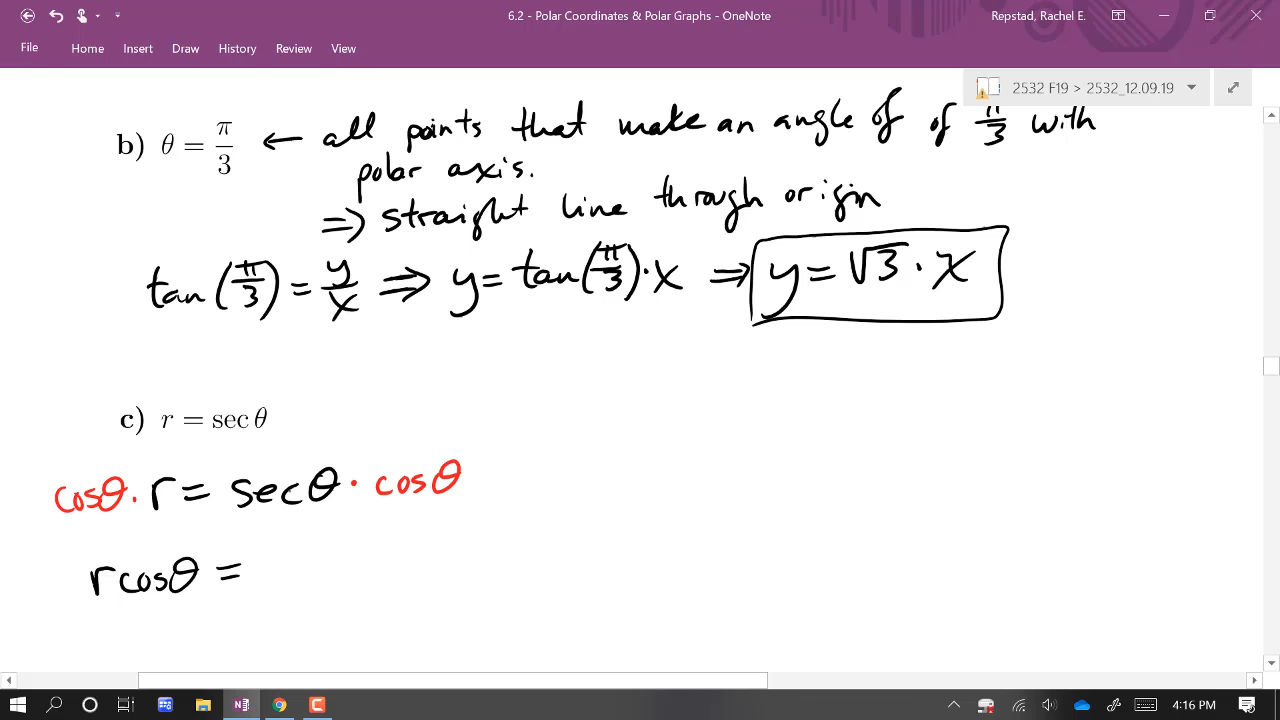 6.2 - Polar Coordinates & Polar Graphs - OneNote
Repstad, Rachel E.
File Home Insert Draw History Review View
2532 F19 > 2532_12.09.19
b) θ = π/3 ← all points that make an angle of of π/3 with
polar axis.
⇒ straight line through origin
tan(π/3) = y/x ⇒ y = tan(π/3)·x ⇒ y = √3 · x
c) r = sec θ
cosθ · r = secθ · cosθ
rcosθ =
4:16 PM